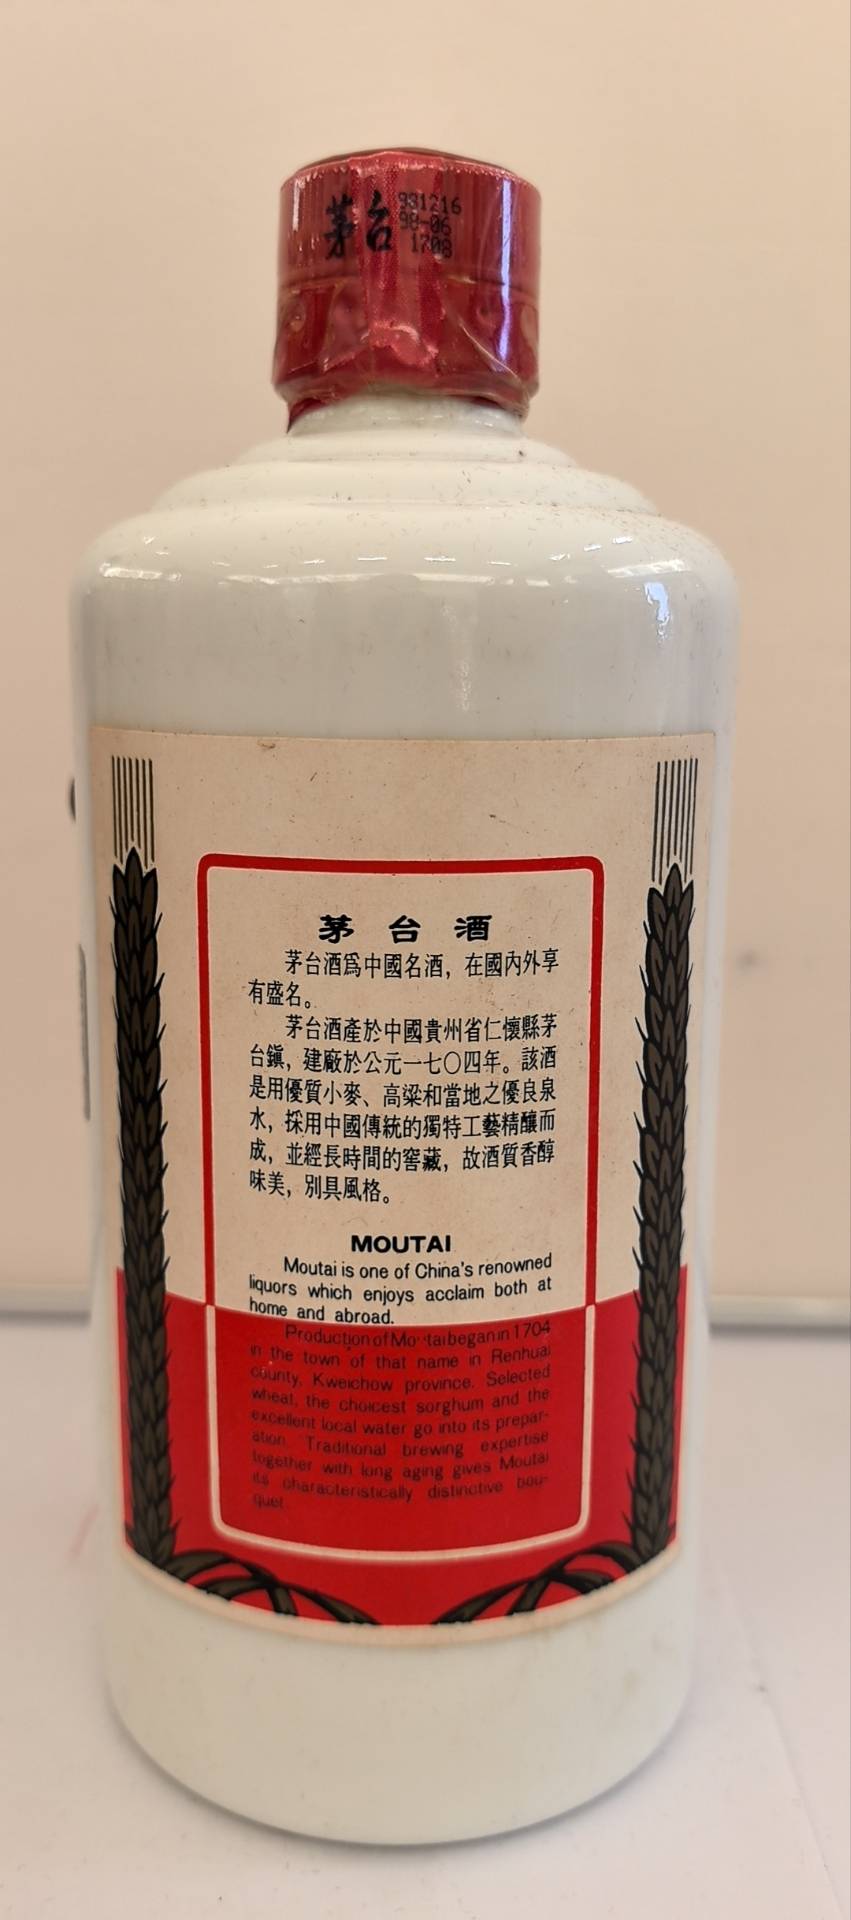 茅台
981216
98-06
1708
茅台酒
茅台酒爲中國名酒，在國內外享
有盛名。
茅台酒產於中國貴州省仁懷縣茅
台鎭，建廠於公元一七〇四年。該酒
是用優質小麥、高粱和當地之優良泉
水，採用中國傳統的獨特工藝精釀而
成，並經長時間的窖藏，故酒質香醇
味美，別具風格。
MOUTAI
Moutai is one of China's renowned
liquors which enjoys acclaim both at
home and abroad.
Production of Moutai began in 1704
in the town of that name in Renhuai
county, Kweichow province. Selected
wheat, the choicest sorghum and the
excellent local water go into its prepar-
ation. Traditional brewing expertise
together with long aging gives Moutai
its characteristically distinctive bou-
quet.